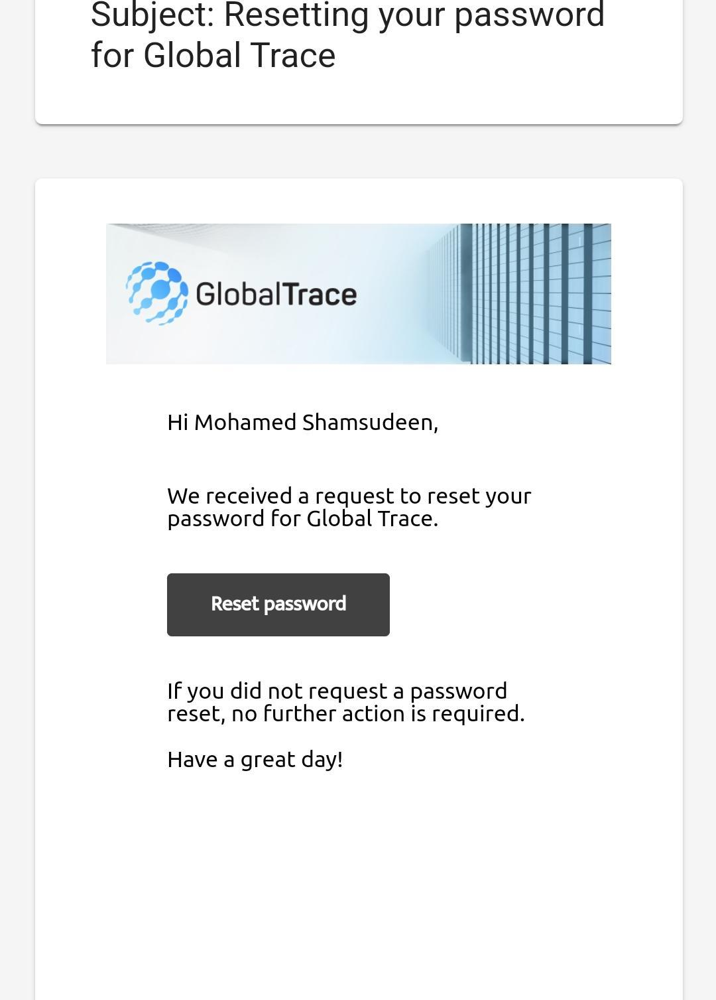 Subject: Resetting your password
for Global Trace
GlobalTrace
Hi Mohamed Shamsudeen,
We received a request to reset your
password for Global Trace.
Reset password
If you did not request a password
reset, no further action is required.
Have a great day!